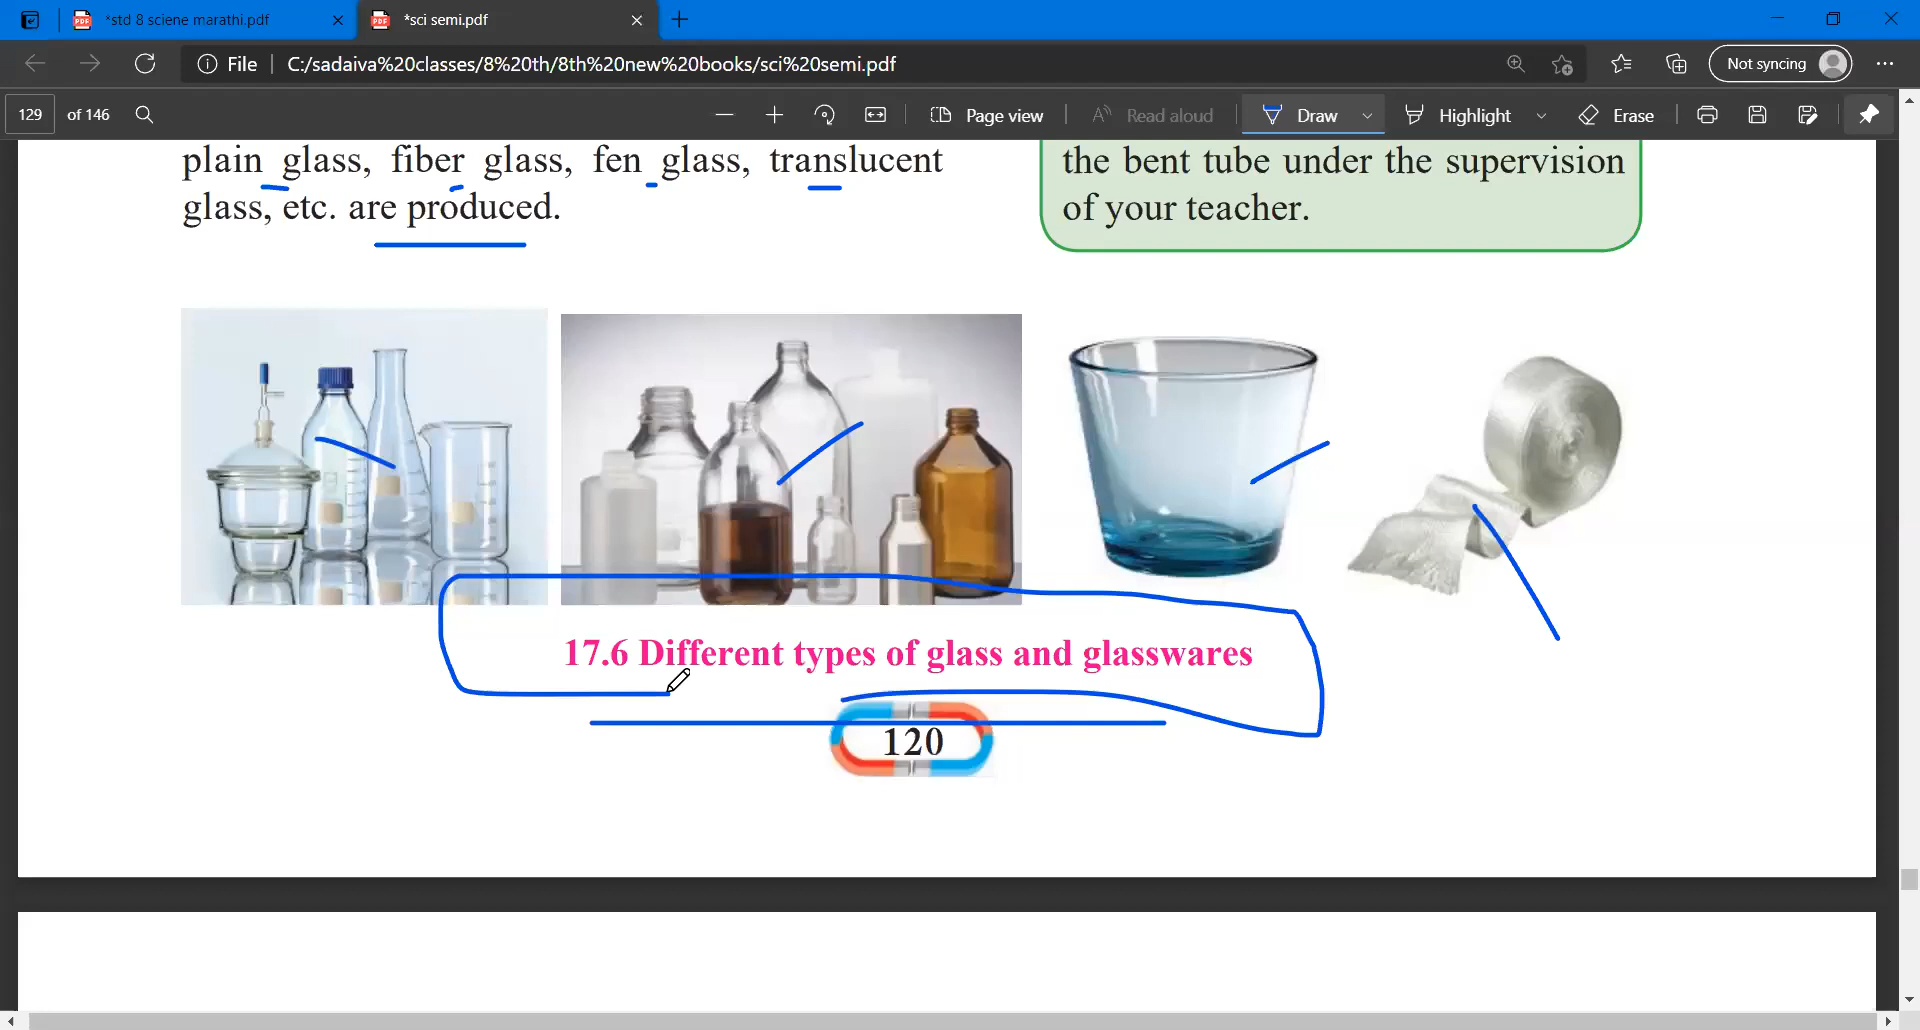 *std 8 sciene marathi.pdf
*sci semi.pdf
File
C:/sadaiva%20classes/8%20th/8th%20new%20books/sci%20semi.pdf
Not syncing
129 of 146
Page view
Read aloud
Draw
Highlight
Erase
plain glass, fiber glass, fen glass, translucent
glass, etc. are produced.
the bent tube under the supervision
of your teacher.
17.6 Different types of glass and glasswares
120